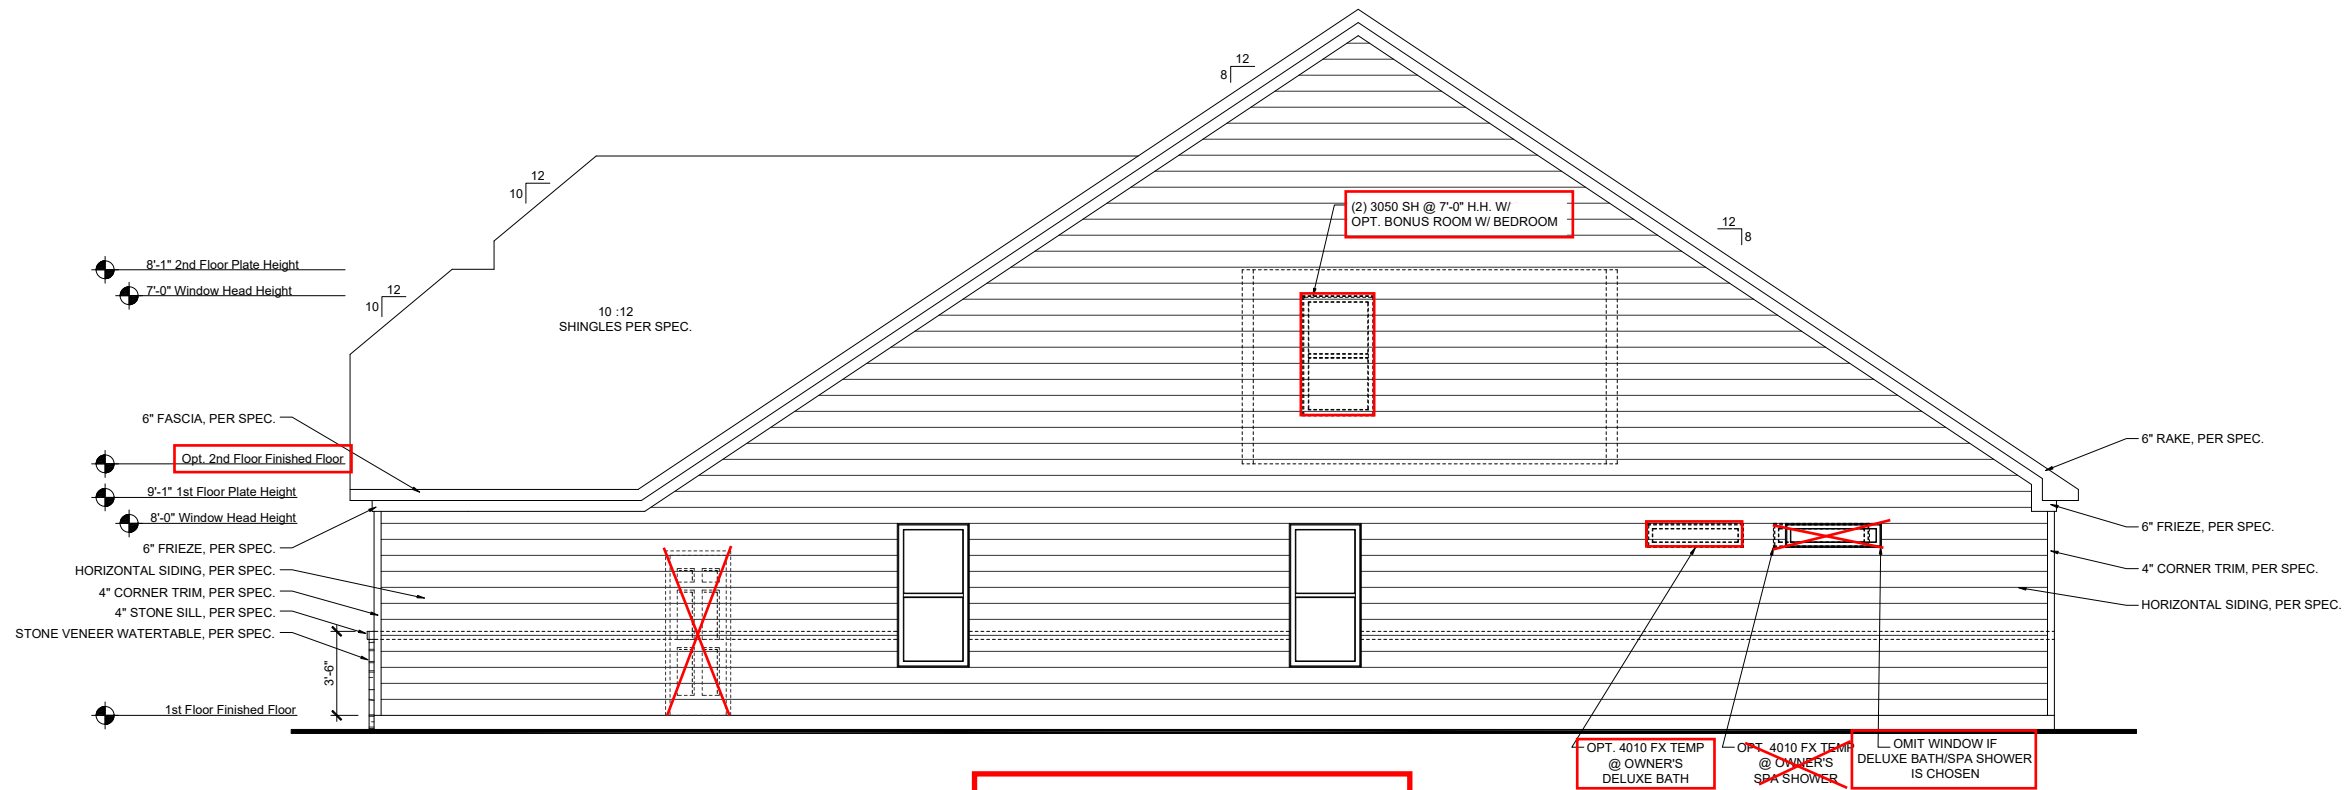 12
8
12
10
(2) 3050 SH @ 7'-0" H.H. W/
OPT. BONUS ROOM W/ BEDROOM
12
8
8'-1" 2nd Floor Plate Height
7'-0" Window Head Height
12
10
10 :12
SHINGLES PER SPEC.
6" FASCIA, PER SPEC.
6" RAKE, PER SPEC.
Opt. 2nd Floor Finished Floor
9'-1" 1st Floor Plate Height
8'-0" Window Head Height
6" FRIEZE, PER SPEC.
6" FRIEZE, PER SPEC.
HORIZONTAL SIDING, PER SPEC.
4" CORNER TRIM, PER SPEC.
4" CORNER TRIM, PER SPEC.
HORIZONTAL SIDING, PER SPEC.
4" STONE SILL, PER SPEC.
STONE VENEER WATERTABLE, PER SPEC.
3'-6"
1st Floor Finished Floor
OPT. 4010 FX TEMP
@ OWNER'S
DELUXE BATH
OPT. 4010 FX TEMP
@ OWNER'S
SPA SHOWER
OMIT WINDOW IF
DELUXE BATH/SPA SHOWER
IS CHOSEN